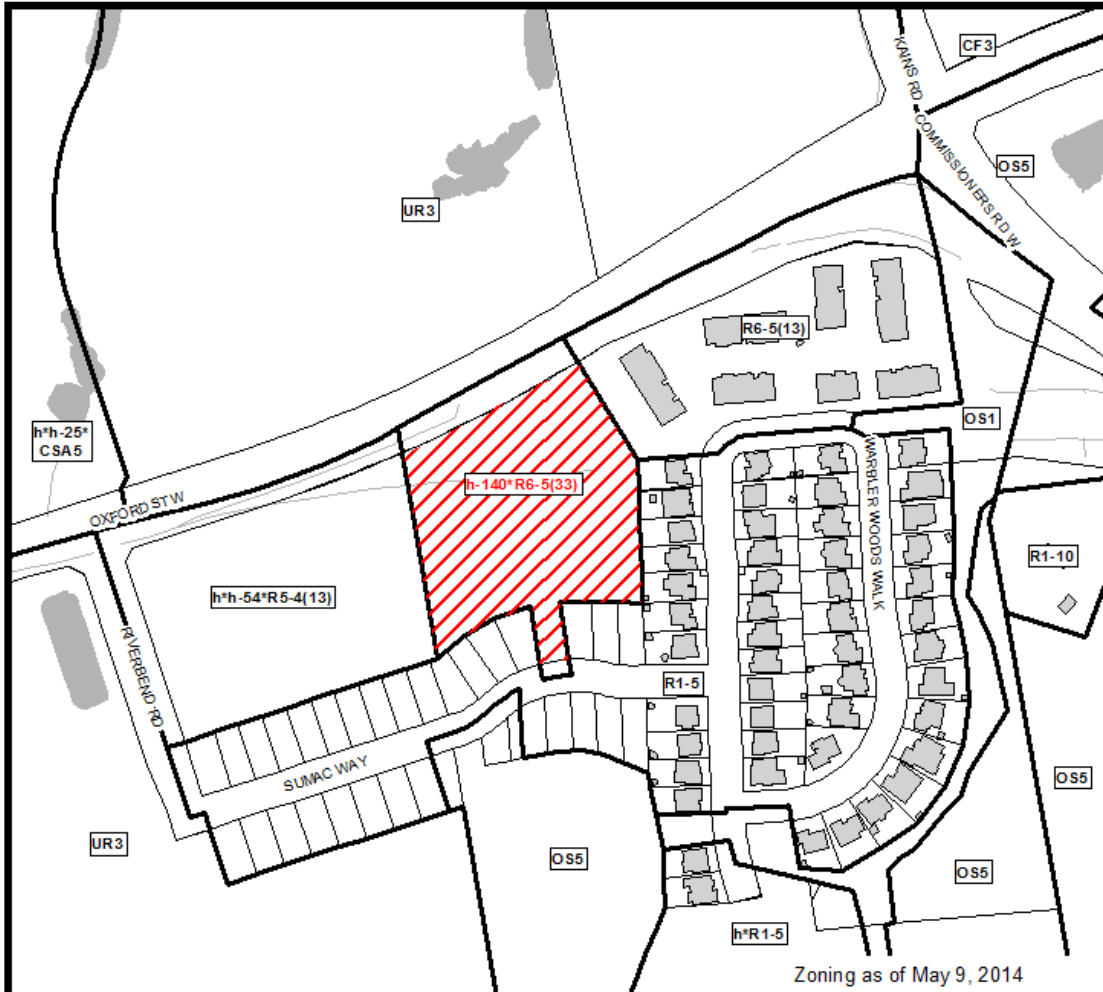 CF3
KAINS RD
COMMISSIONERS RD W
OS5
UR3
R6-5(13)
h*h-25*
CSA5
OS1
h-140*R6-5(33)
WARBLER WOODS WALK
OXFORD ST W
R1-10
h*h-54*R5-4(13)
RIVERBEND RD
R1-5
SUMAC WAY
OS5
UR3
OS5
OS5
h*R1-5
Zoning as of May 9, 2014